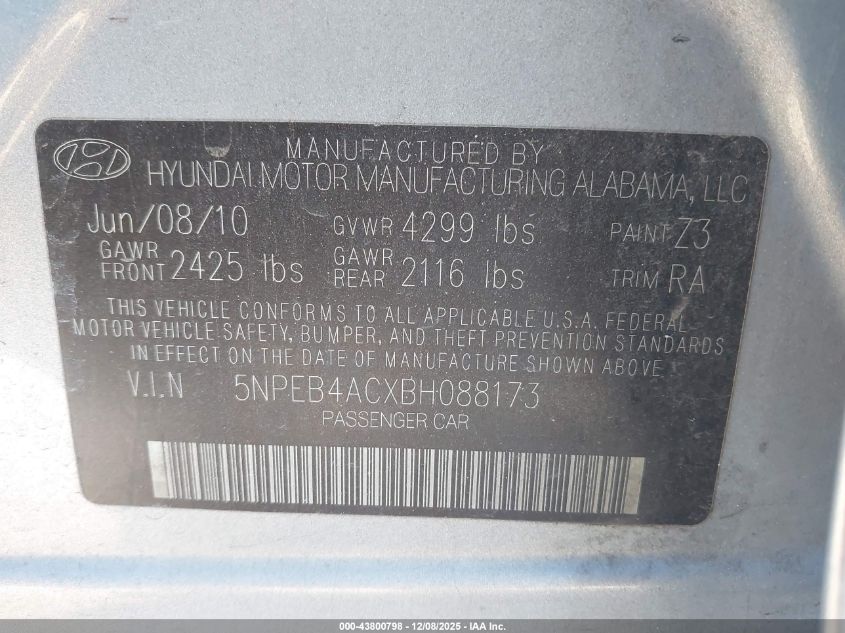 MANUFACTURED BY
HYUNDAI MOTOR MANUFACTURING ALABAMA, LLC
Jun/08/10 GVWR 4299 lbs PAINT Z3
GAWR FRONT 2425 lbs GAWR REAR 2116 lbs TRIM RA
THIS VEHICLE CONFORMS TO ALL APPLICABLE U.S.A. FEDERAL
MOTOR VEHICLE SAFETY, BUMPER, AND THEFT PREVENTION STANDARDS
IN EFFECT ON THE DATE OF MANUFACTURE SHOWN ABOVE.
V.I.N 5NPEB4ACXBH088173
PASSENGER CAR
000-43800798 - 12/08/2025 - IAA Inc.